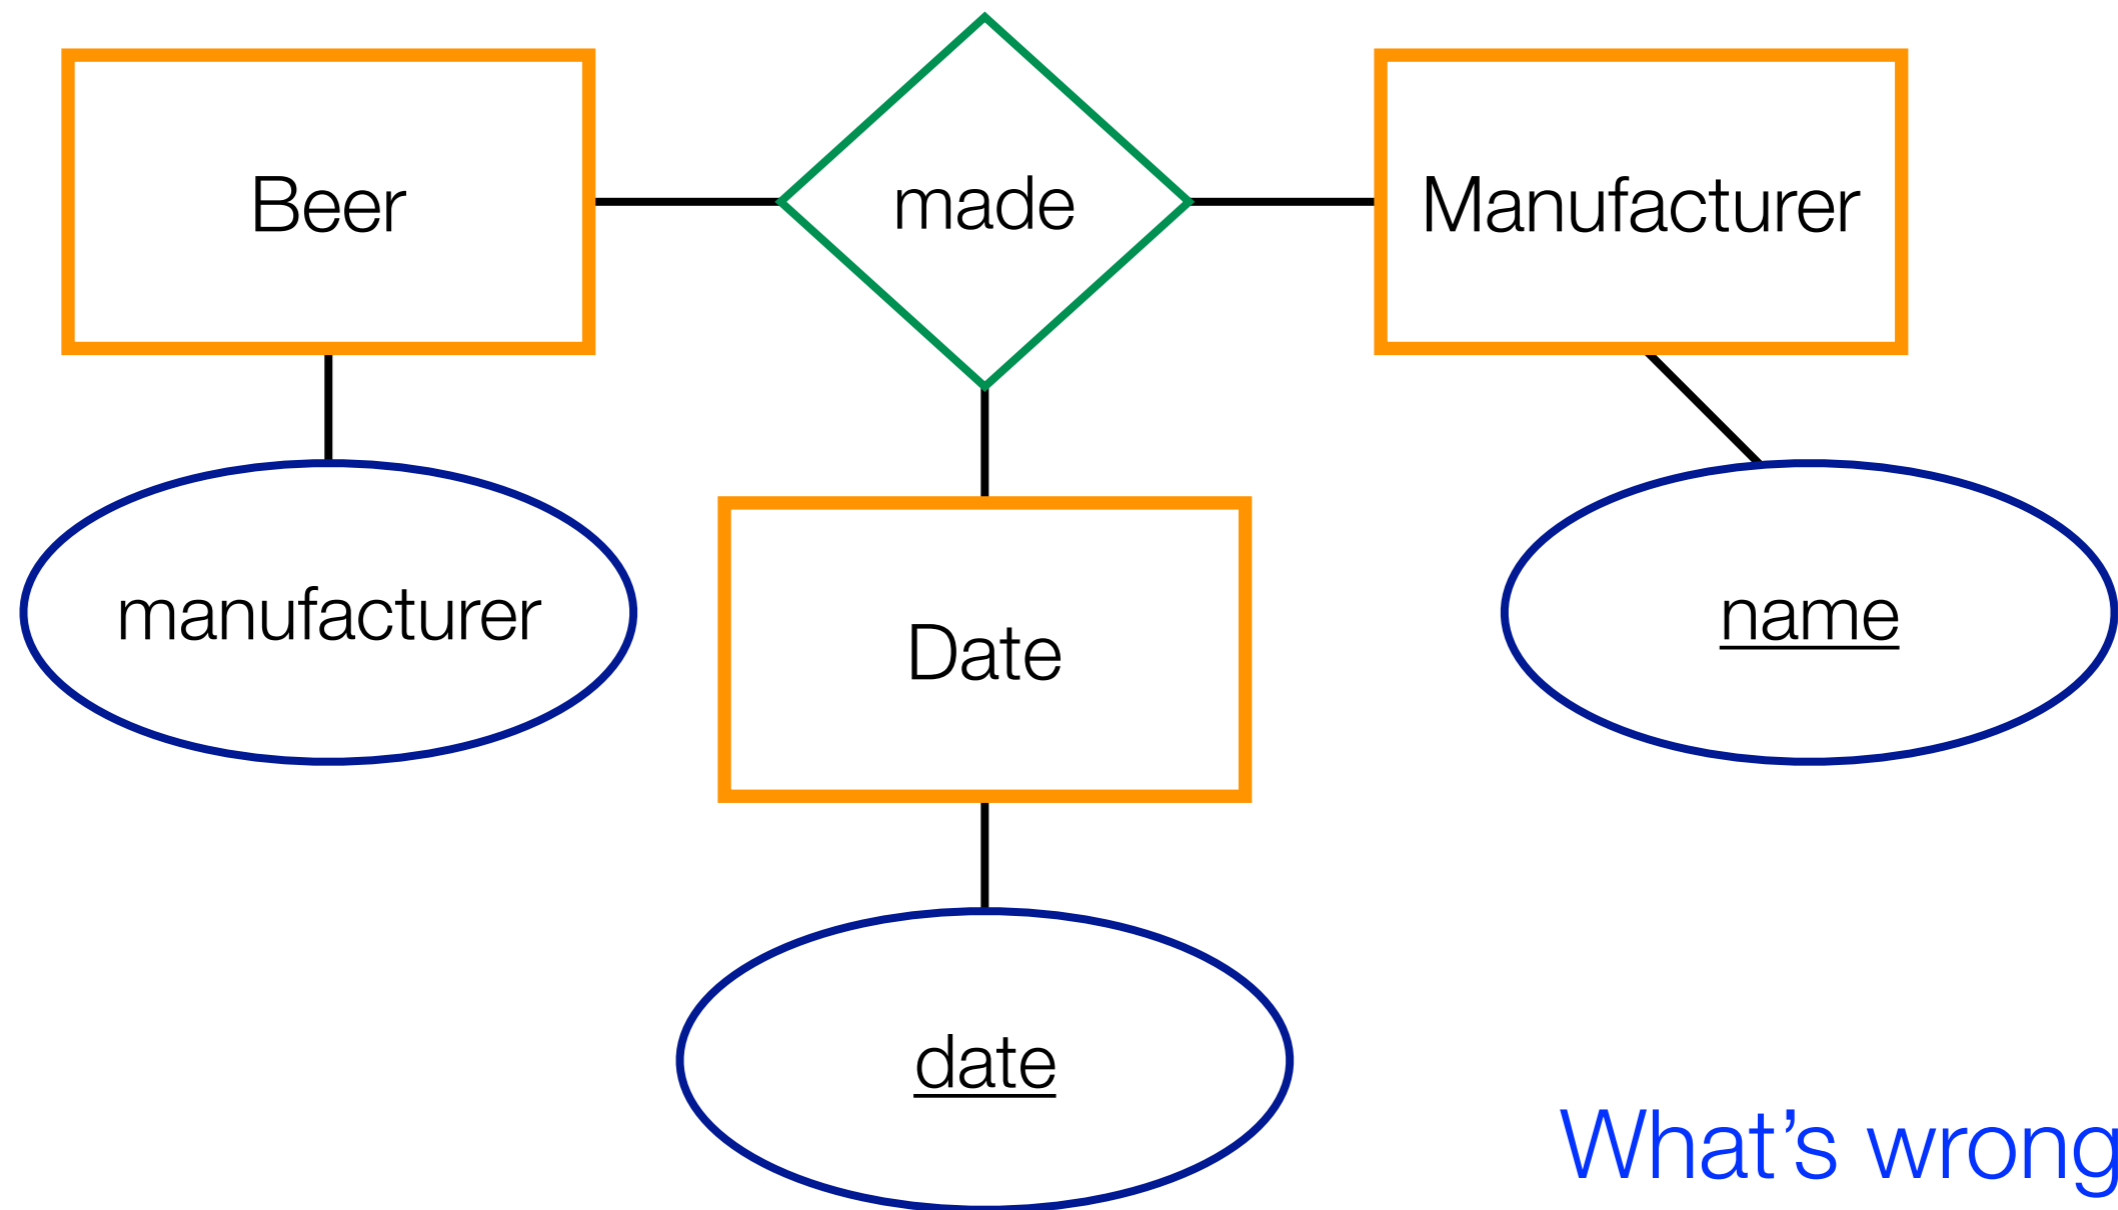 Beer
made
Manufacturer
manufacturer
Date
name
date
What's wrong